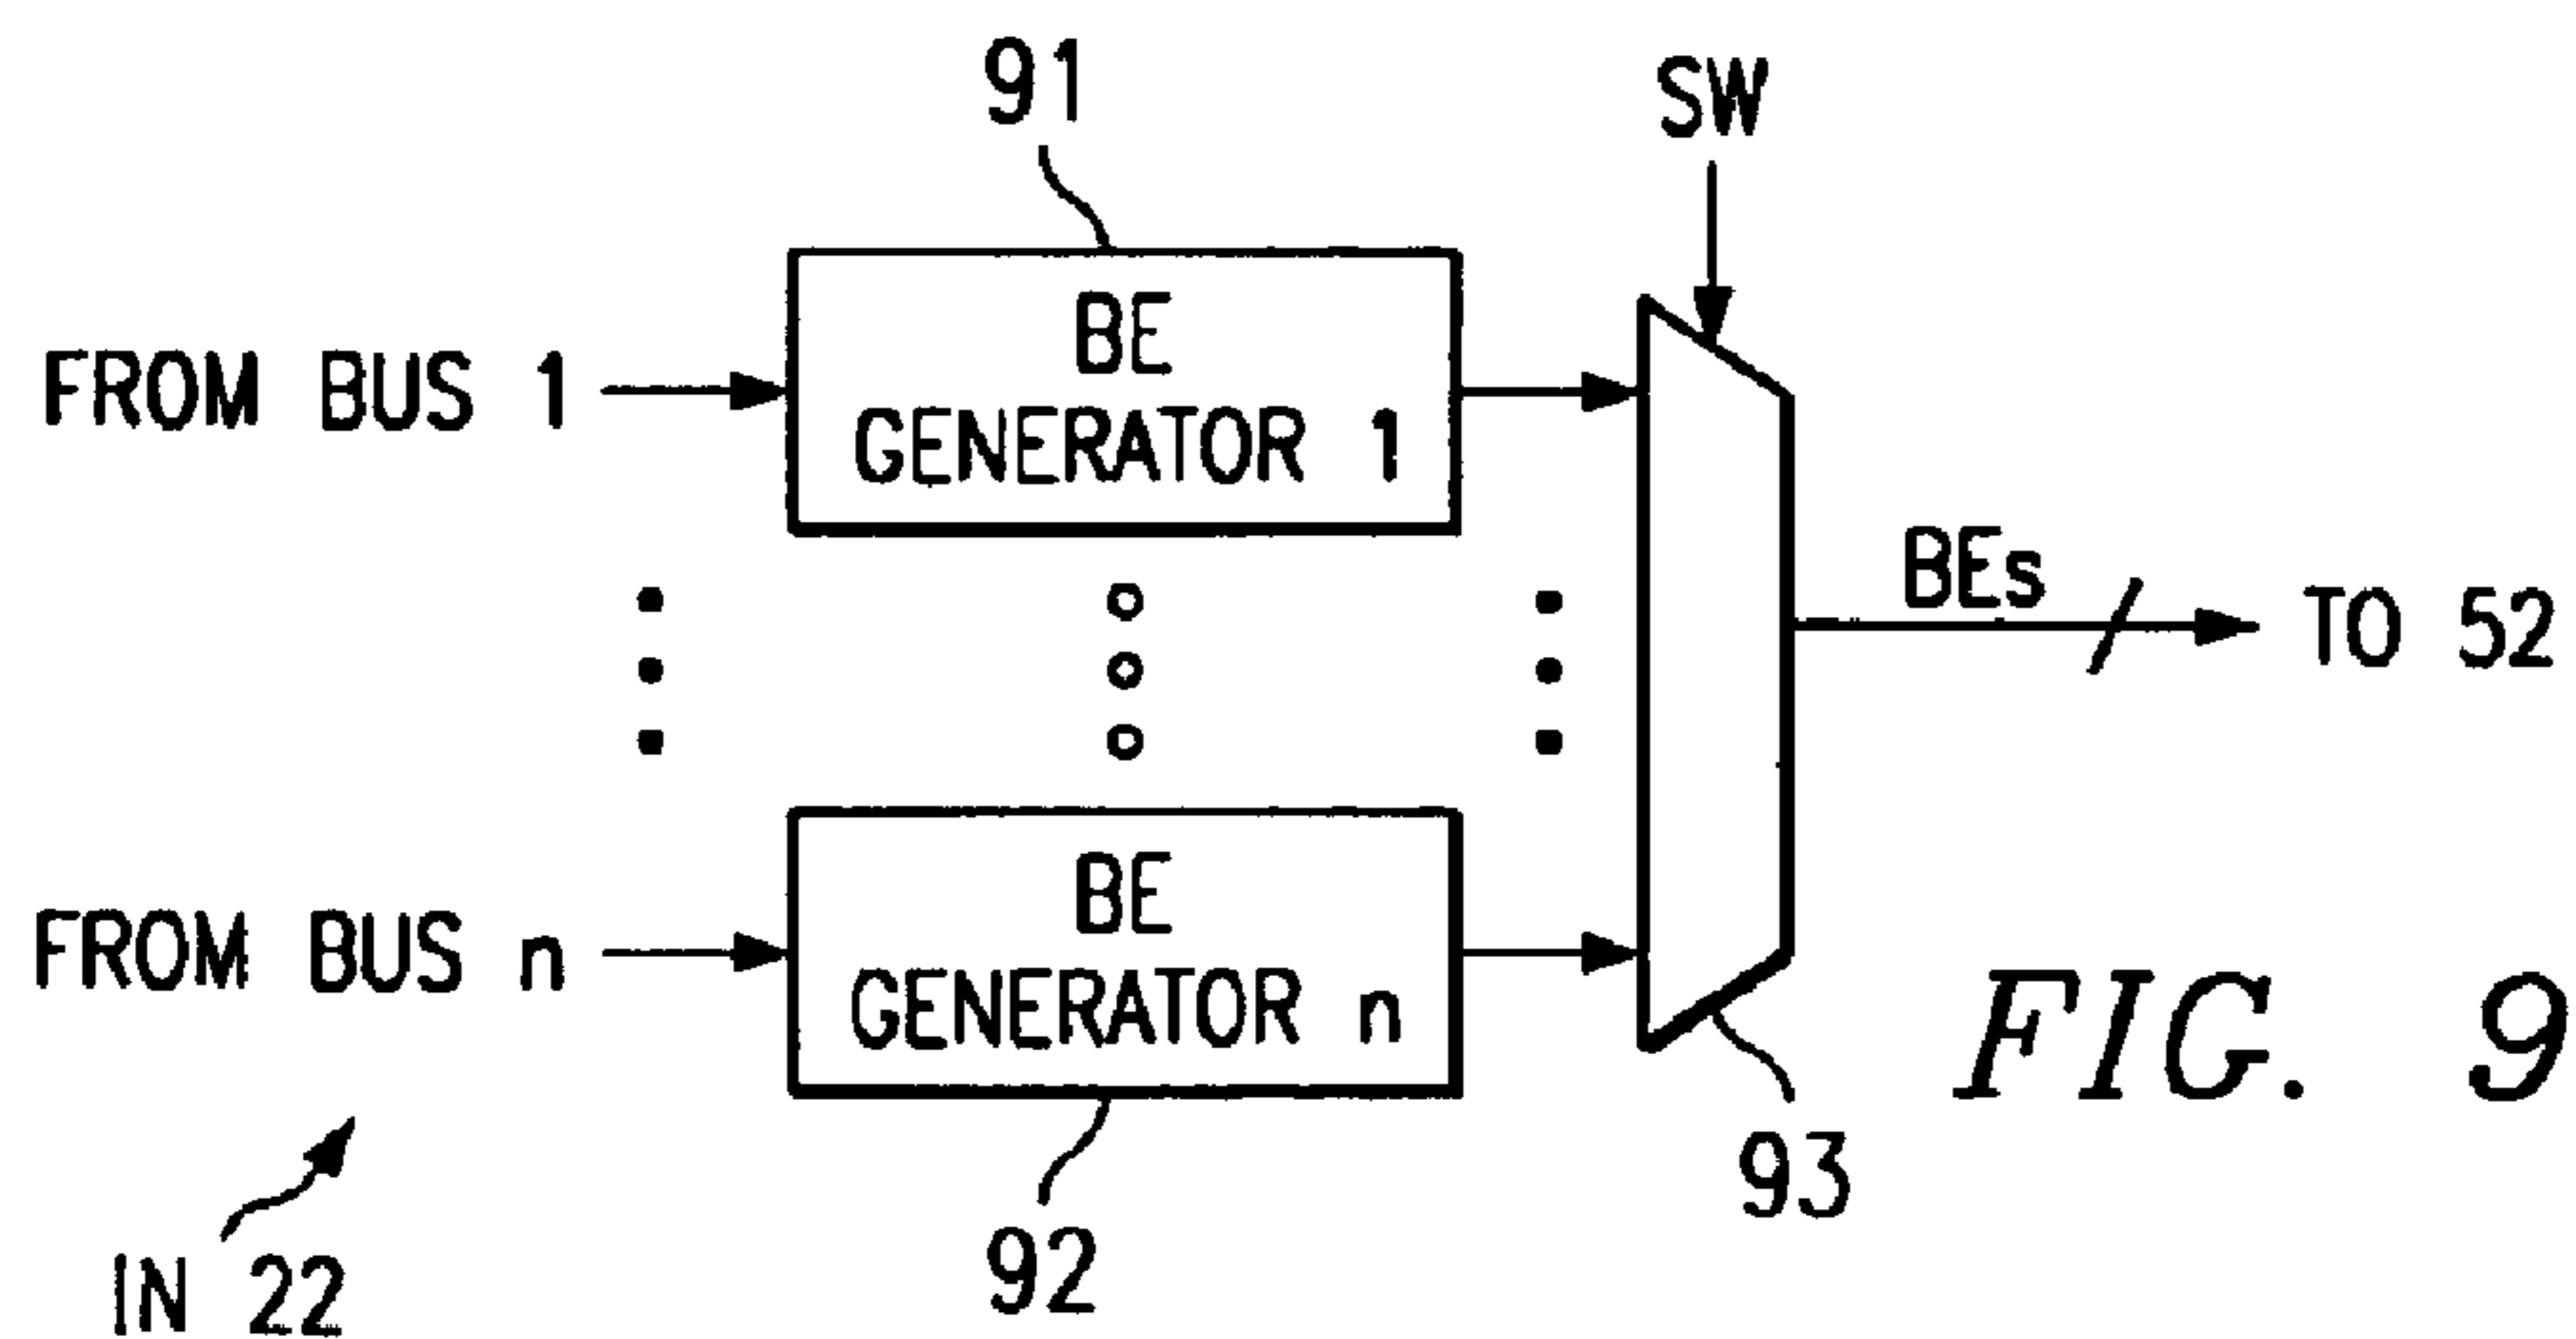 91
SW
FROM BUS 1
BE
GENERATOR 1
BEs
TO 52
FROM BUS n
BE
GENERATOR n
FIG. 9
93
92
IN 22